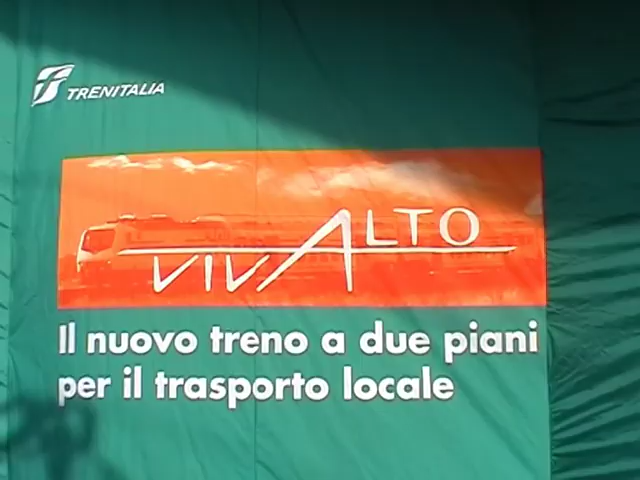 TRENITALIA
VIVALTO
Il nuovo treno a due piani
per il trasporto locale